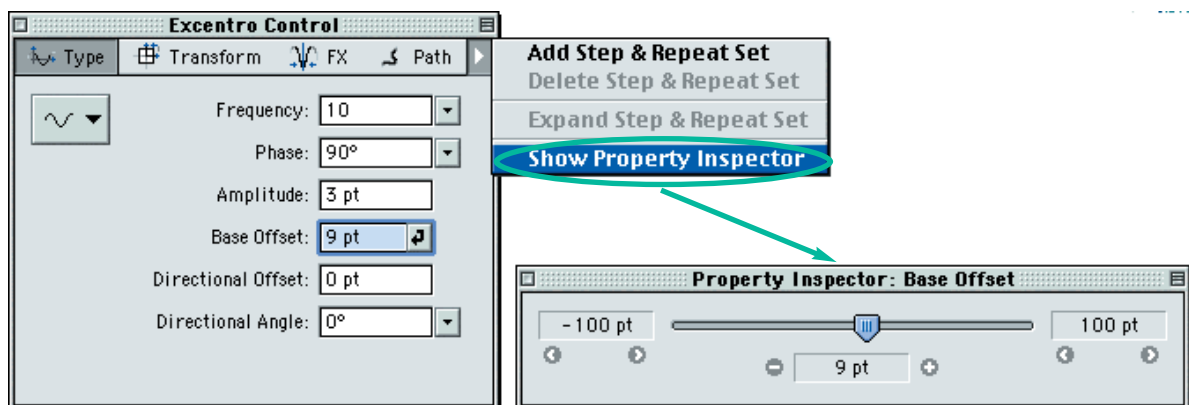 Excentro Control
Type Transform FX Path
Frequency: 10
Phase: 90°
Amplitude: 3 pt
Base Offset: 9 pt
Directional Offset: 0 pt
Directional Angle: 0°
Add Step & Repeat Set
Delete Step & Repeat Set
Expand Step & Repeat Set
Show Property Inspector
Property Inspector: Base Offset
-100 pt
100 pt
9 pt